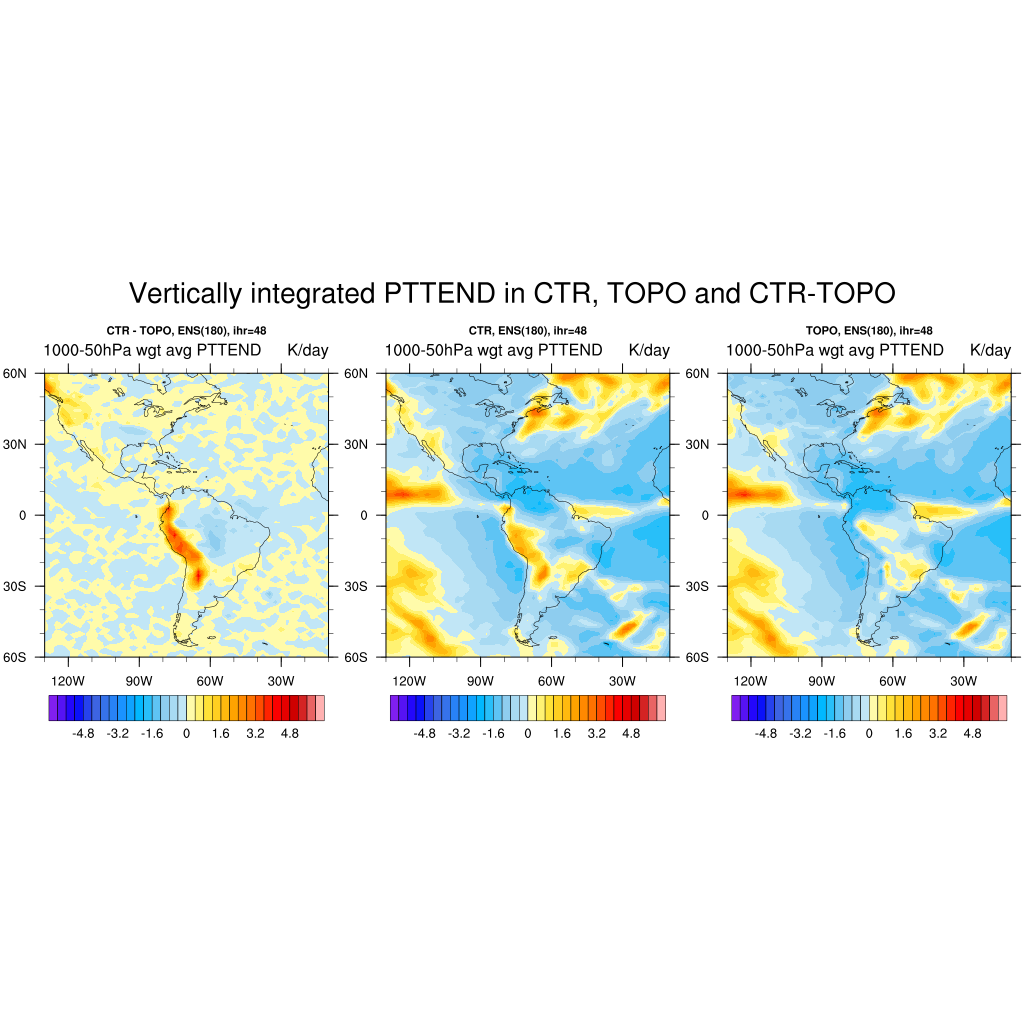 Vertically integrated PTTEND in CTR, TOPO and CTR-TOPO
CTR - TOPO, ENS(180), ihr=48
1000-50hPa wgt avg PTTEND K/day
60N
30N
0
30S
60S
120W 90W 60W 30W
-4.8 -3.2 -1.6 0 1.6 3.2 4.8
CTR, ENS(180), ihr=48
1000-50hPa wgt avg PTTEND K/day
60N
30N
0
30S
60S
120W 90W 60W 30W
-4.8 -3.2 -1.6 0 1.6 3.2 4.8
TOPO, ENS(180), ihr=48
1000-50hPa wgt avg PTTEND K/day
60N
30N
0
30S
60S
120W 90W 60W 30W
-4.8 -3.2 -1.6 0 1.6 3.2 4.8